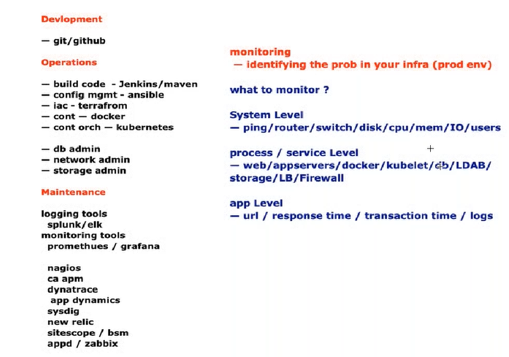 Devlopment
— git/github
Operations
— build code - Jenkins/maven
— config mgmt - ansible
— iac - terrafrom
— cont — docker
— cont orch — kubernetes
— db admin
— network admin
— storage admin
Maintenance
logging tools
splunk/elk
monitoring tools
promethues / grafana
nagios
ca apm
dynatrace
app dynamics
sysdig
new relic
sitescope / bsm
appd / zabbix
monitoring
— identifying the prob in your infra (prod env)
what to monitor ?
System Level
— ping/router/switch/disk/cpu/mem/IO/users
process / service Level
— web/appservers/docker/kubelet/db/LDAB/
storage/LB/Firewall
app Level
— url / response time / transaction time / logs